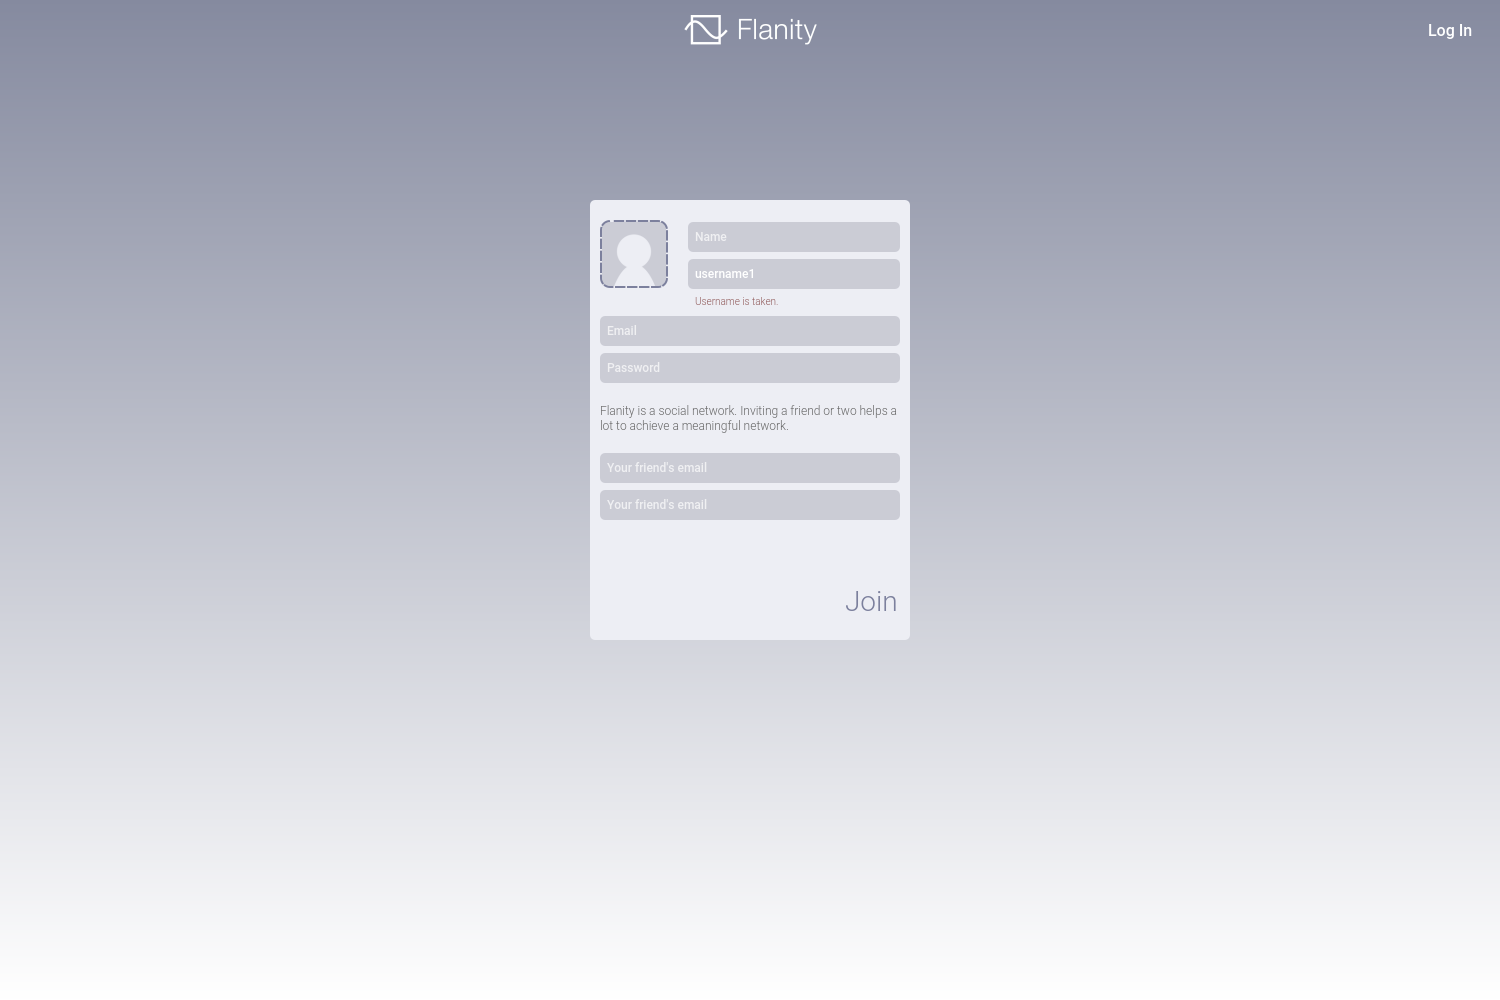 Flanity
Log In
Name
username1
Username is taken.
Email
Password
Flanity is a social network. Inviting a friend or two helps a
lot to achieve a meaningful network.
Your friend's email
Your friend's email
Join